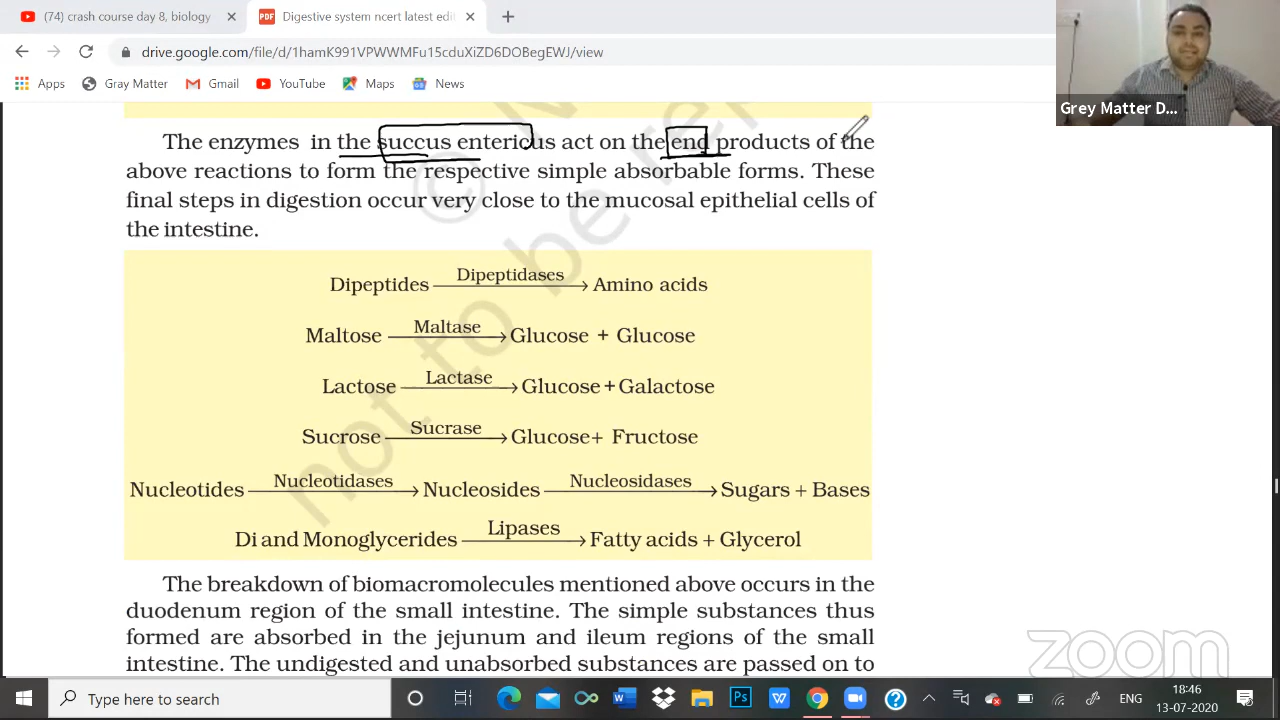 (74) crash course day 8, biology
Digestive system ncert latest edi
drive.google.com/file/d/1hamK991VPWWMFu15cduXiZD6DOBegEWJ/view
Apps Gray Matter Gmail YouTube Maps News
Grey Matter D...
The enzymes in the succus entericus act on the end products of the
above reactions to form the respective simple absorbable forms. These
final steps in digestion occur very close to the mucosal epithelial cells of
the intestine.
Dipeptidases
Dipeptides Amino acids
Maltase
Maltose Glucose + Glucose
Lactase
Lactose Glucose+Galactose
Sucrase
Sucrose Glucose+ Fructose
Nucleotidases Nucleosidases
Nucleotides Nucleosides Sugars + Bases
Lipases
Di and Monoglycerides Fatty acids + Glycerol
The breakdown of biomacromolecules mentioned above occurs in the
duodenum region of the small intestine. The simple substances thus
formed are absorbed in the jejunum and ileum regions of the small
intestine. The undigested and unabsorbed substances are passed on to
not to be re
zoom
Type here to search
ENG
18:46
13-07-2020